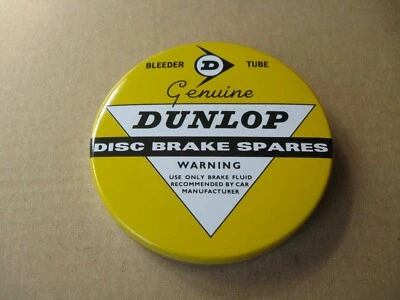 BLEEDER D TUBE
Genuine
DUNLOP
DISC BRAKE SPARES
WARNING
USE ONLY BRAKE FLUID
RECOMMENDED BY CAR
MANUFACTURER